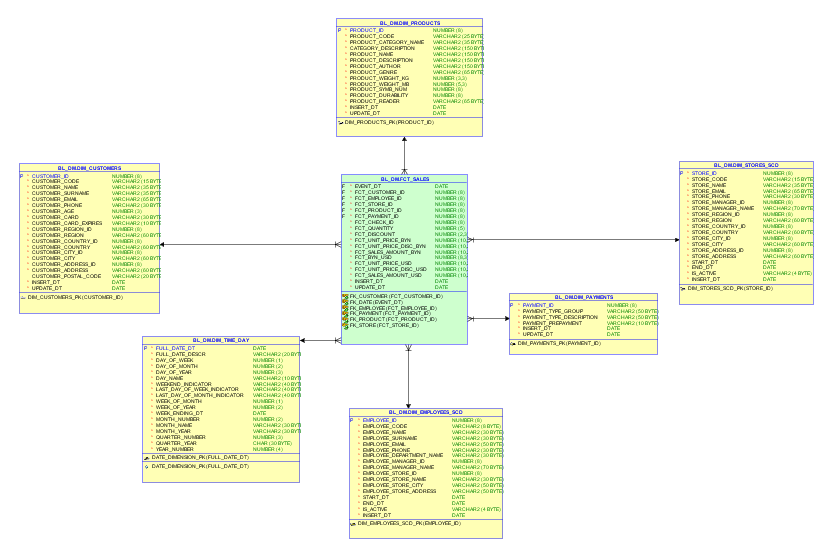 BL_DM.DIM_PRODUCTS
P * PRODUCT_ID NUMBER (8)
* PRODUCT_CODE VARCHAR2 (25 BYTE)
* PRODUCT_CATEGORY_NAME VARCHAR2 (35 BYTE)
* CATEGORY_DESCRIPTION VARCHAR2 (150 BYT
* PRODUCT_NAME VARCHAR2 (150 BYT
* PRODUCT_DESCRIPTION VARCHAR2 (150 BYT
* PRODUCT_AUTHOR VARCHAR2 (150 BYT
* PRODUCT_GENRE VARCHAR2 (65 BYTE)
* PRODUCT_WEIGHT_KG NUMBER (3,3)
* PRODUCT_WEIGHT_MB NUMBER (5,3)
* PRODUCT_SYMB_NUM NUMBER (8)
* PRODUCT_DURABILITY NUMBER (8)
* PRODUCT_READER VARCHAR2 (65 BYTE)
* INSERT_DT DATE
* UPDATE_DT DATE
DIM_PRODUCTS_PK (PRODUCT_ID)
BL_DM.DIM_CUSTOMERS
P * CUSTOMER_ID NUMBER (8)
* CUSTOMER_CODE VARCHAR2 (15 BYTE
* CUSTOMER_NAME VARCHAR2 (35 BYTE
* CUSTOMER_SURNAME VARCHAR2 (35 BYTE
* CUSTOMER_EMAIL VARCHAR2 (65 BYTE
* CUSTOMER_PHONE VARCHAR2 (30 BYTE
* CUSTOMER_AGE NUMBER (3)
* CUSTOMER_CARD VARCHAR2 (30 BYTE
* CUSTOMER_CARD_EXPIRES VARCHAR2 (10 BYTE
* CUSTOMER_REGION_ID NUMBER (8)
* CUSTOMER_REGION VARCHAR2 (60 BYTE
* CUSTOMER_COUNTRY_ID NUMBER (8)
* CUSTOMER_COUNTRY VARCHAR2 (60 BYTE
* CUSTOMER_CITY_ID NUMBER (8)
* CUSTOMER_CITY VARCHAR2 (60 BYTE
* CUSTOMER_ADDRESS_ID NUMBER (8)
* CUSTOMER_ADDRESS VARCHAR2 (60 BYTE
* CUSTOMER_POSTAL_CODE VARCHAR2 (20 BYTE
* INSERT_DT DATE
* UPDATE_DT DATE
DIM_CUSTOMERS_PK (CUSTOMER_ID)
BL_DM.FCT_SALES
F * EVENT_DT DATE
F * FCT_CUSTOMER_ID NUMBER (8)
F * FCT_EMPLOYEE_ID NUMBER (8)
F * FCT_STORE_ID NUMBER (8)
F * FCT_PRODUCT_ID NUMBER (8)
F * FCT_PAYMENT_ID NUMBER (8)
* FCT_CHECK_ID NUMBER (8)
* FCT_QUANTITY NUMBER (5)
* FCT_DISCOUNT NUMBER (2,2
* FCT_UNIT_PRICE_BYN NUMBER (10,
* FCT_UNIT_PRICE_DISC_BYN NUMBER (10,
* FCT_SALES_AMOUNT_BYN NUMBER (10,
* FCT_BYN_USD NUMBER (8,3
* FCT_UNIT_PRICE_USD NUMBER (10,
* FCT_UNIT_PRICE_DISC_USD NUMBER (10,
* FCT_SALES_AMOUNT_USD NUMBER (10,
* INSERT_DT DATE
* UPDATE_DT DATE
FK_CUSTOMER (FCT_CUSTOMER_ID)
FK_DATE (EVENT_DT)
FK_EMPLOYEE (FCT_EMPLOYEE_ID)
FK_PAYMENT (FCT_PAYMENT_ID)
FK_PRODUCT (FCT_PRODUCT_ID)
FK_STORE (FCT_STORE_ID)
BL_DM.DIM_STORES_SCD
P * STORE_ID NUMBER (8)
* STORE_CODE VARCHAR2 (15 BYTE)
* STORE_NAME VARCHAR2 (35 BYTE)
* STORE_EMAIL VARCHAR2 (65 BYTE)
* STORE_PHONE VARCHAR2 (30 BYTE)
* STORE_MANAGER_ID NUMBER (8)
* STORE_MANAGER_NAME VARCHAR2 (70 BYTE)
* STORE_REGION_ID NUMBER (8)
* STORE_REGION VARCHAR2 (60 BYTE)
* STORE_COUNTRY_ID NUMBER (8)
* STORE_COUNTRY VARCHAR2 (60 BYTE)
* STORE_CITY_ID NUMBER (8)
* STORE_CITY VARCHAR2 (60 BYTE)
* STORE_ADDRESS_ID NUMBER (8)
* STORE_ADDRESS VARCHAR2 (60 BYTE)
* START_DT DATE
* END_DT DATE
* IS_ACTIVE VARCHAR2 (4 BYTE)
* INSERT_DT DATE
DIM_STORES_SCD_PK (STORE_ID)
BL_DM.DIM_PAYMENTS
P * PAYMENT_ID NUMBER (8)
* PAYMENT_TYPE_GROUP VARCHAR2 (50 BYTE)
* PAYMENT_TYPE_DESCRIPTION VARCHAR2 (50 BYTE)
* PAYMENT_PREPAYMENT VARCHAR2 (10 BYTE)
* INSERT_DT DATE
* UPDATE_DT DATE
DIM_PAYMENTS_PK (PAYMENT_ID)
BL_DM.DIM_TIME_DAY
P * FULL_DATE_DT DATE
* FULL_DATE_DESCR VARCHAR2 (20 BYTE
* DAY_OF_WEEK NUMBER (1)
* DAY_OF_MONTH NUMBER (2)
* DAY_OF_YEAR NUMBER (3)
* DAY_NAME VARCHAR2 (10 BYTE
* WEEKEND_INDICATOR VARCHAR2 (40 BYTE
* LAST_DAY_OF_WEEK_INDICATOR VARCHAR2 (40 BYTE
* LAST_DAY_OF_MONTH_INDICATOR VARCHAR2 (40 BYTE
* WEEK_OF_MONTH NUMBER (1)
* WEEK_OF_YEAR NUMBER (2)
* WEEK_ENDING_DT DATE
* MONTH_NUMBER NUMBER (2)
* MONTH_NAME VARCHAR2 (30 BYTE
* MONTH_YEAR VARCHAR2 (30 BYTE
* QUARTER_NUMBER NUMBER (3)
* QUARTER_YEAR CHAR (30 BYTE)
* YEAR_NUMBER NUMBER (4)
DATE_DIMENSION_PK (FULL_DATE_DT)
DATE_DIMENSION_PK (FULL_DATE_DT)
BL_DM.DIM_EMPLOYEES_SCD
P * EMPLOYEE_ID NUMBER (8)
* EMPLOYEE_CODE VARCHAR2 (8 BYTE)
* EMPLOYEE_NAME VARCHAR2 (30 BYTE)
* EMPLOYEE_SURNAME VARCHAR2 (30 BYTE)
* EMPLOYEE_EMAIL VARCHAR2 (50 BYTE)
* EMPLOYEE_PHONE VARCHAR2 (30 BYTE)
* EMPLOYEE_DEPARTMENT_NAME VARCHAR2 (30 BYTE)
* EMPLOYEE_MANAGER_ID NUMBER (8)
* EMPLOYEE_MANAGER_NAME VARCHAR2 (70 BYTE)
* EMPLOYEE_STORE_ID NUMBER (8)
* EMPLOYEE_STORE_NAME VARCHAR2 (30 BYTE)
* EMPLOYEE_STORE_CITY VARCHAR2 (50 BYTE)
* EMPLOYEE_STORE_ADDRESS VARCHAR2 (50 BYTE)
* START_DT DATE
* END_DT DATE
* IS_ACTIVE VARCHAR2 (4 BYTE)
* INSERT_DT DATE
DIM_EMPLOYEES_SCD_PK (EMPLOYEE_ID)